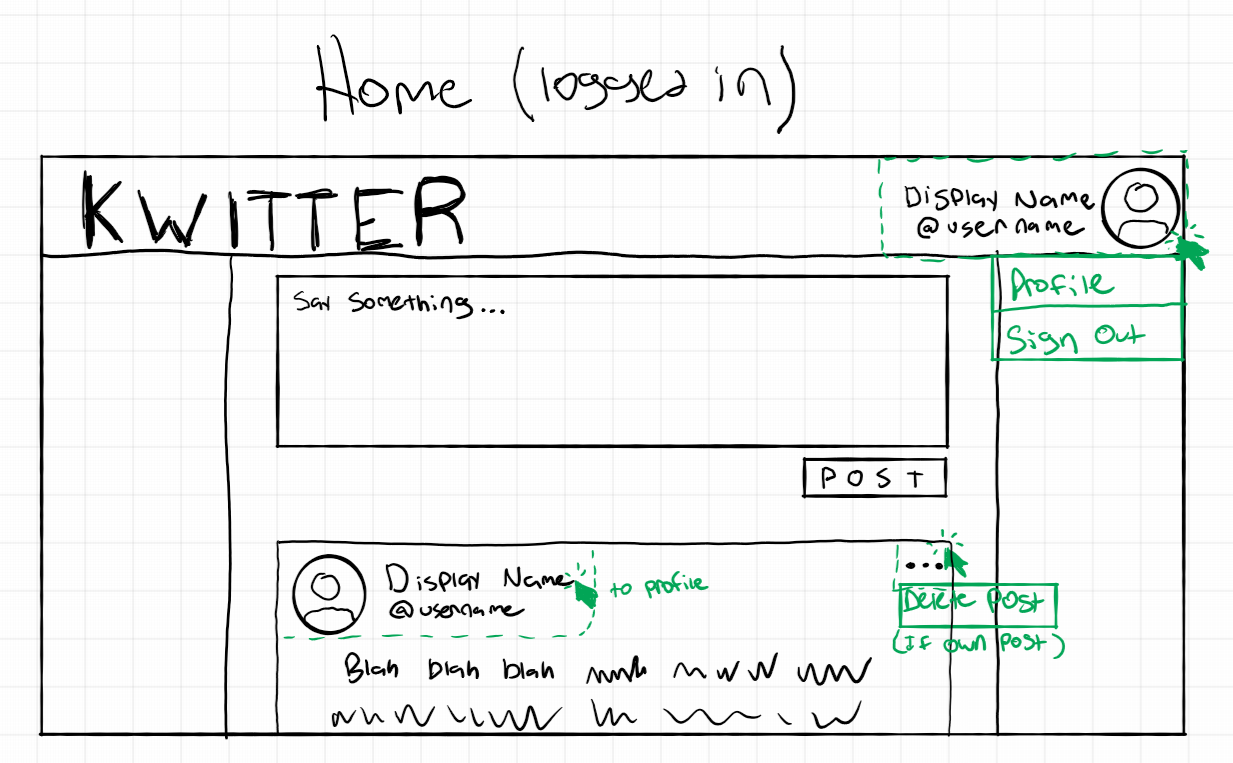 Home (logged in)
KWITTER
Display Name
@username
Profile
Sign Out
Say Something...
POST
Display Name
@username
to profile
...
Delete Post
(If own post)
Blah blah blah